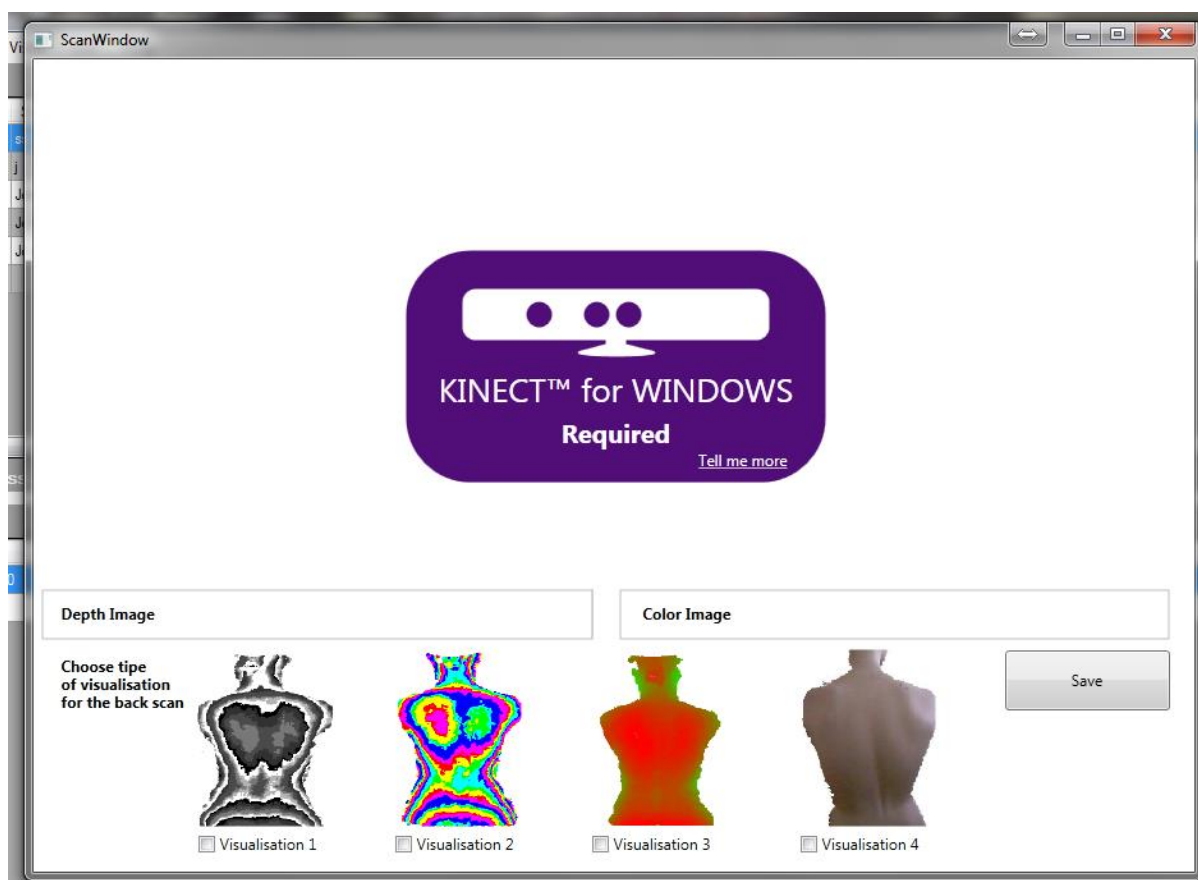 Vi
ScanWindow
j
KINECT™ for WINDOWS
Required
Tell me more
Depth Image
Color Image
Choose tipe
of visualisation
for the back scan
Save
Visualisation 1
Visualisation 2
Visualisation 3
Visualisation 4